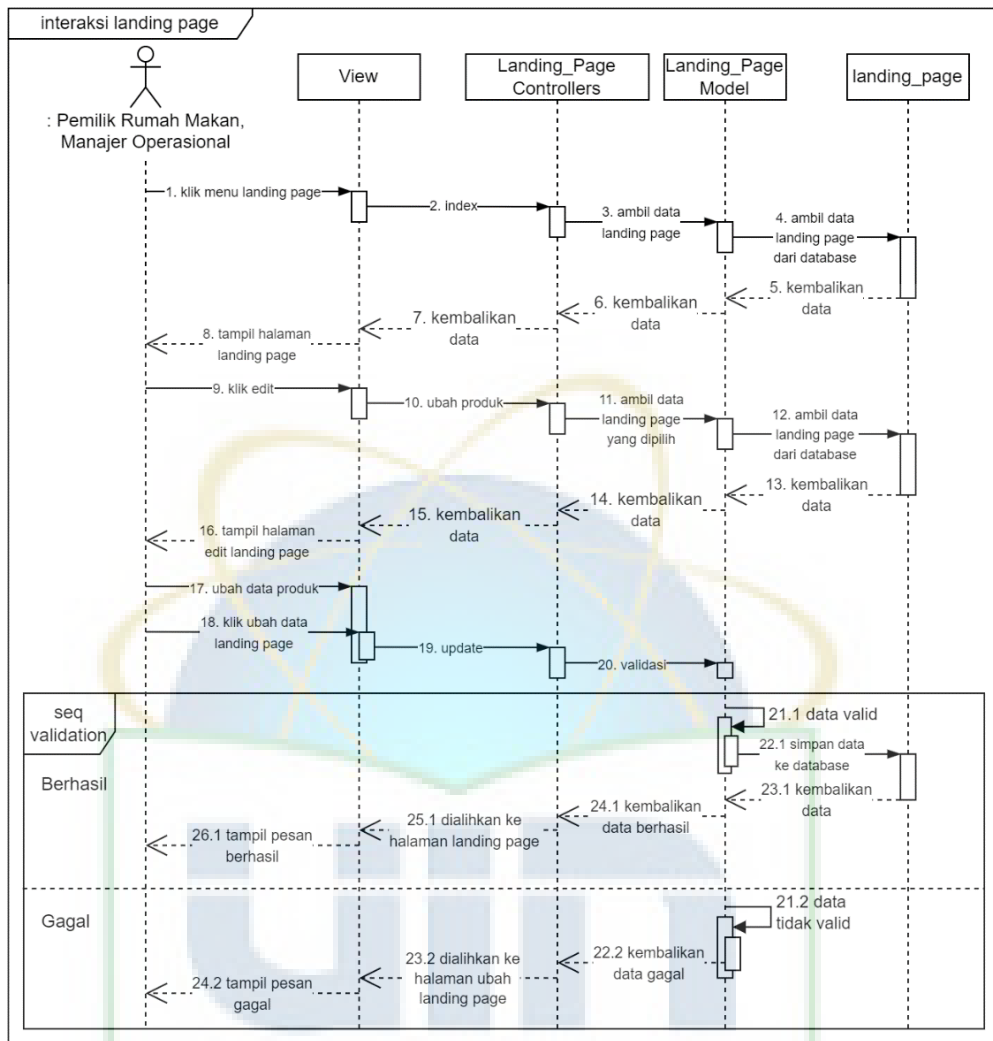 interaksi landing page
View
Landing_Page
Controllers
Landing_Page
Model
landing_page
: Pemilik Rumah Makan,
Manajer Operasional
1. klik menu landing page
2. index
3. ambil data
landing page
4. ambil data
landing page
dari database
5. kembalikan
data
6. kembalikan
data
7. kembalikan
data
8. tampil halaman
landing page
9. klik edit
10. ubah produk
11. ambil data
landing page
yang dipilih
12. ambil data
landing page
dari database
13. kembalikan
data
14. kembalikan
data
15. kembalikan
data
16. tampil halaman
edit landing page
17. ubah data produk
18. klik ubah data
landing page
19. update
20. validasi
seq
validation
21.1 data valid
22.1 simpan data
ke database
Berhasil
23.1 kembalikan
data
24.1 kembalikan
data berhasil
25.1 dialihkan ke
halaman landing page
26.1 tampil pesan
berhasil
Gagal
21.2 data
tidak valid
22.2 kembalikan
data gagal
23.2 dialihkan ke
halaman ubah
landing page
24.2 tampil pesan
gagal
uin